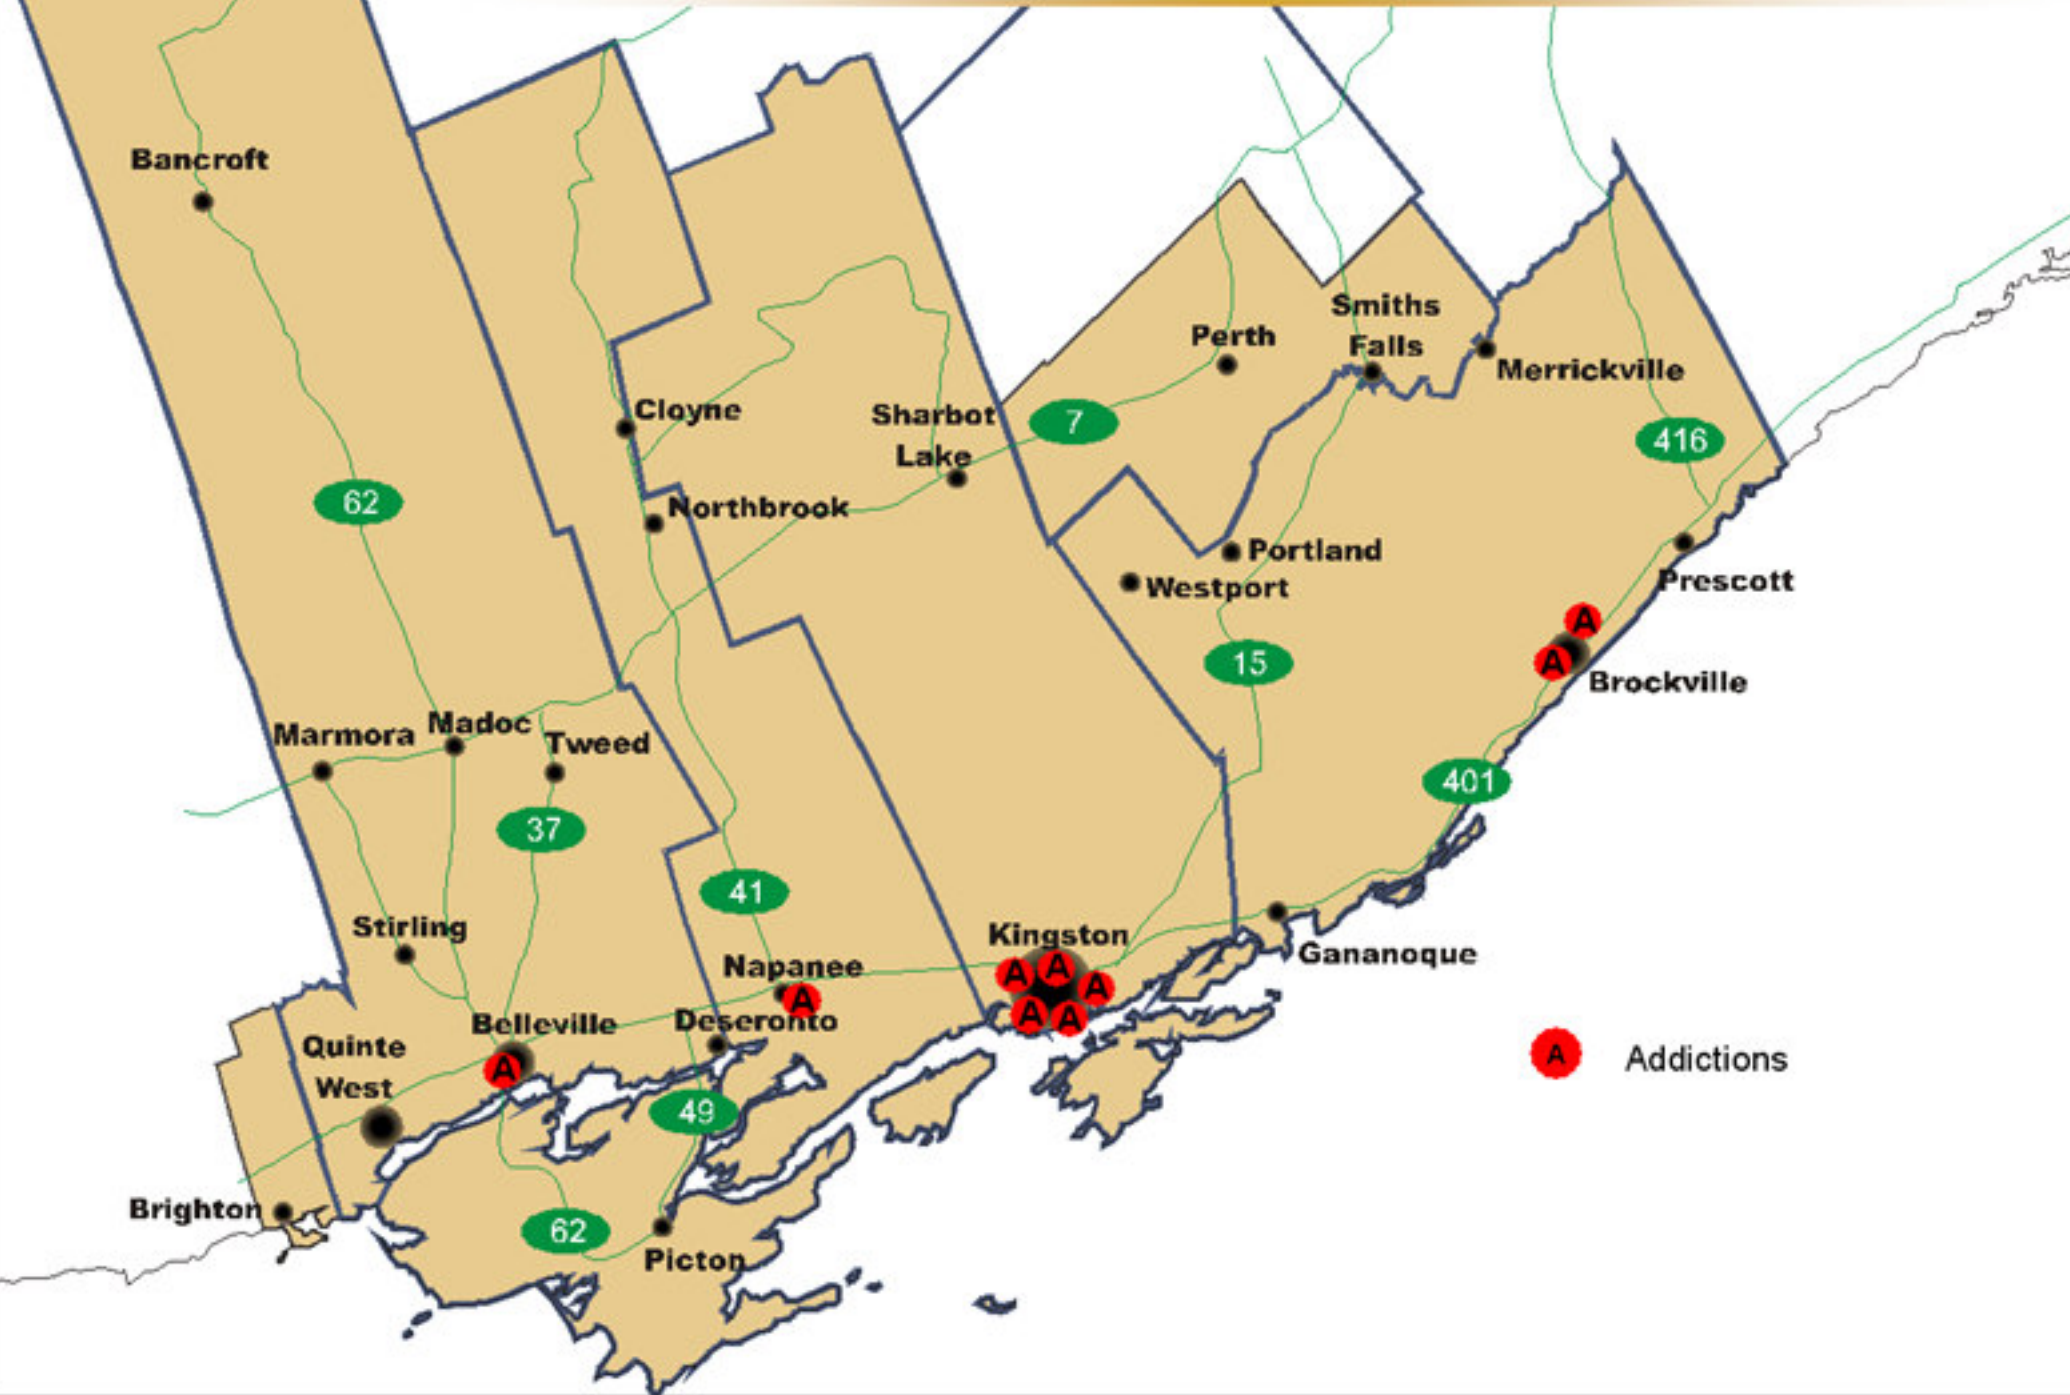 Bancroft
Smiths
Falls
Perth
Merrickville
Cloyne
Sharbot
Lake
7
416
62
Northbrook
Portland
Westport
Prescott
A
15
A
Brockville
Marmora
Madoc
Tweed
401
37
41
Stirling
Kingston
Gananoque
Napanee
A
A
A
A
A
A
Belleville
Deseronto
Quinte
West
A
A
Addictions
49
Brighton
62
Picton